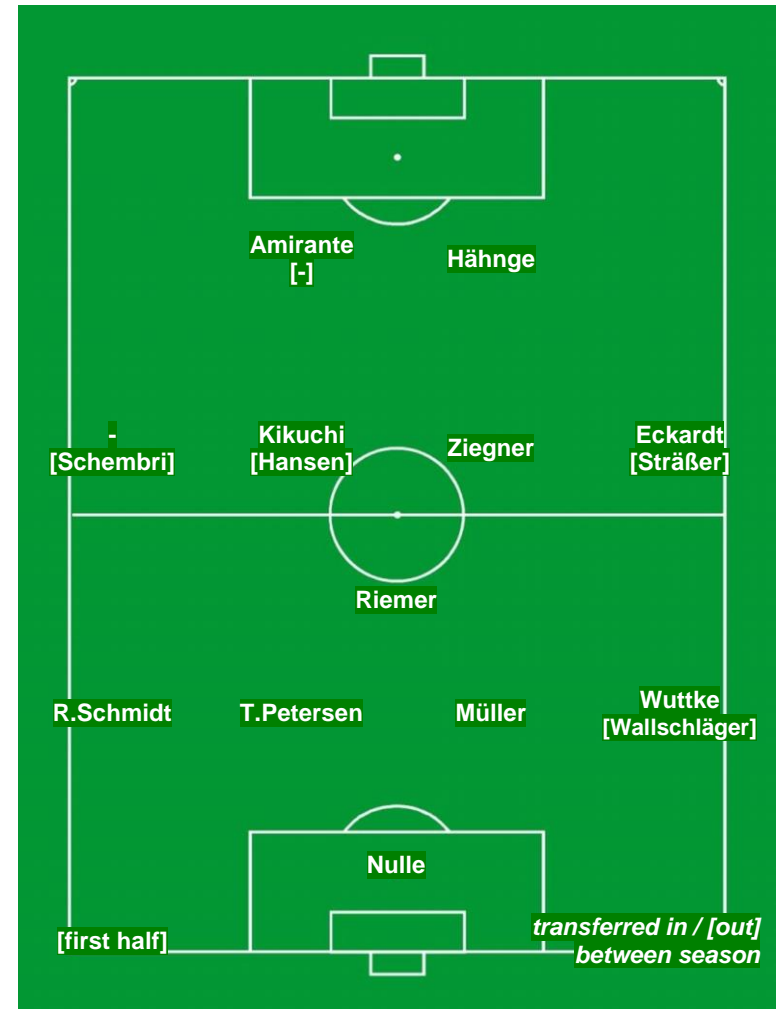 Amirante
[-]
Hähnge
-
[Schembri]
Kikuchi
[Hansen]
Ziegner
Eckardt
[Sträßer]
Riemer
R.Schmidt
T.Petersen
Müller
Wuttke
[Wallschläger]
Nulle
[first half]
transferred in / [out]
between season